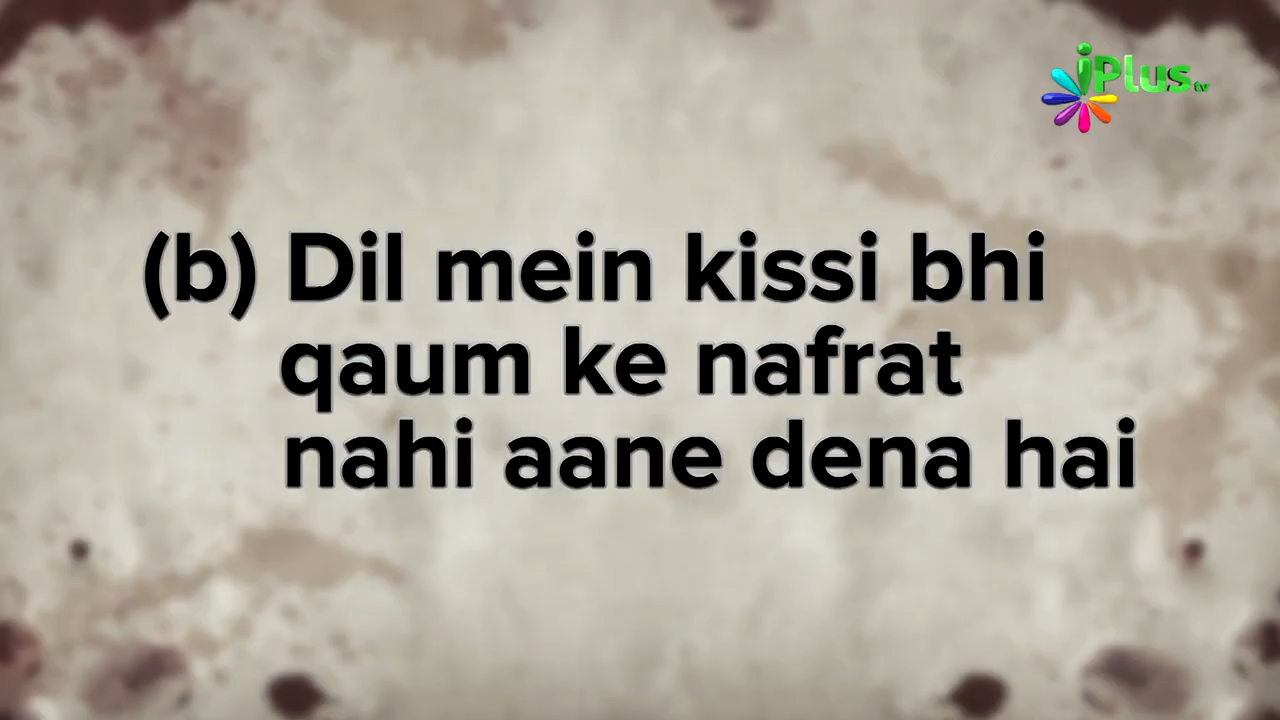 iPlus tv
(b) Dil mein kissi bhi
qaum ke nafrat
nahi aane dena hai